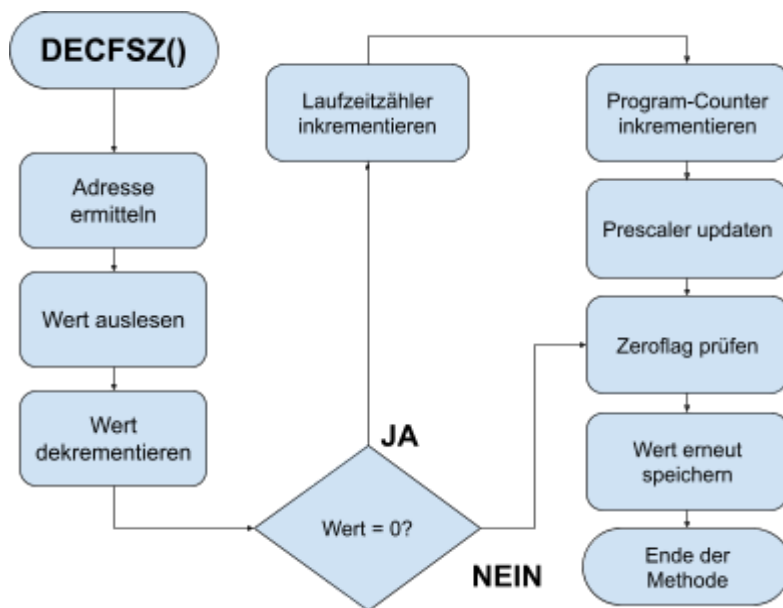 DECFSZ()
Adresse
ermitteln
Wert auslesen
Wert
dekrementieren
Wert = 0?
JA
NEIN
Laufzeitzähler
inkrementieren
Program-Counter
inkrementieren
Prescaler updaten
Zeroflag prüfen
Wert erneut
speichern
Ende der
Methode